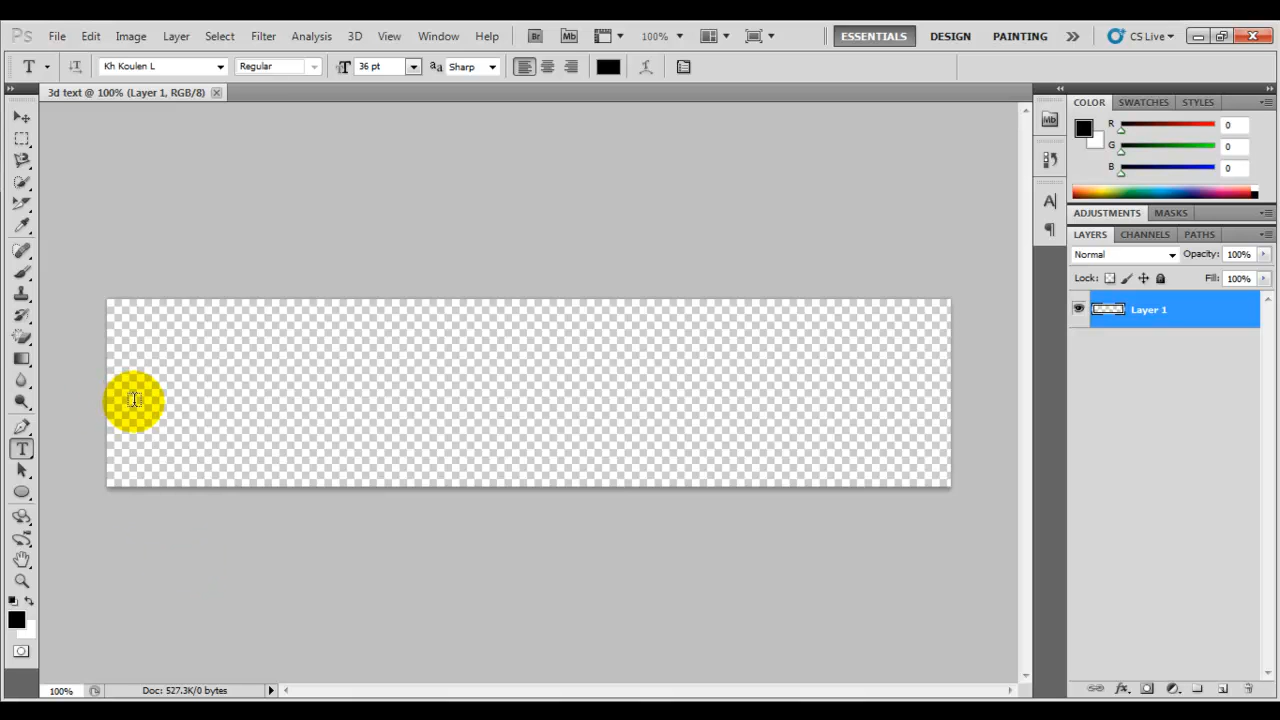 Ps File Edit Image Layer Select Filter Analysis 3D View Window Help Br Mb 100% ESSENTIALS DESIGN PAINTING CS Live
T Kh Koulen L Regular T 36 pt aa Sharp
3d text @ 100% (Layer 1, RGB/8)
COLOR SWATCHES STYLES
Mb
R 0
G 0
B 0
A
ADJUSTMENTS MASKS
LAYERS CHANNELS PATHS
Normal Opacity: 100%
Lock: Fill: 100%
Layer 1
T
100% Doc: 527.3K/0 bytes
fx